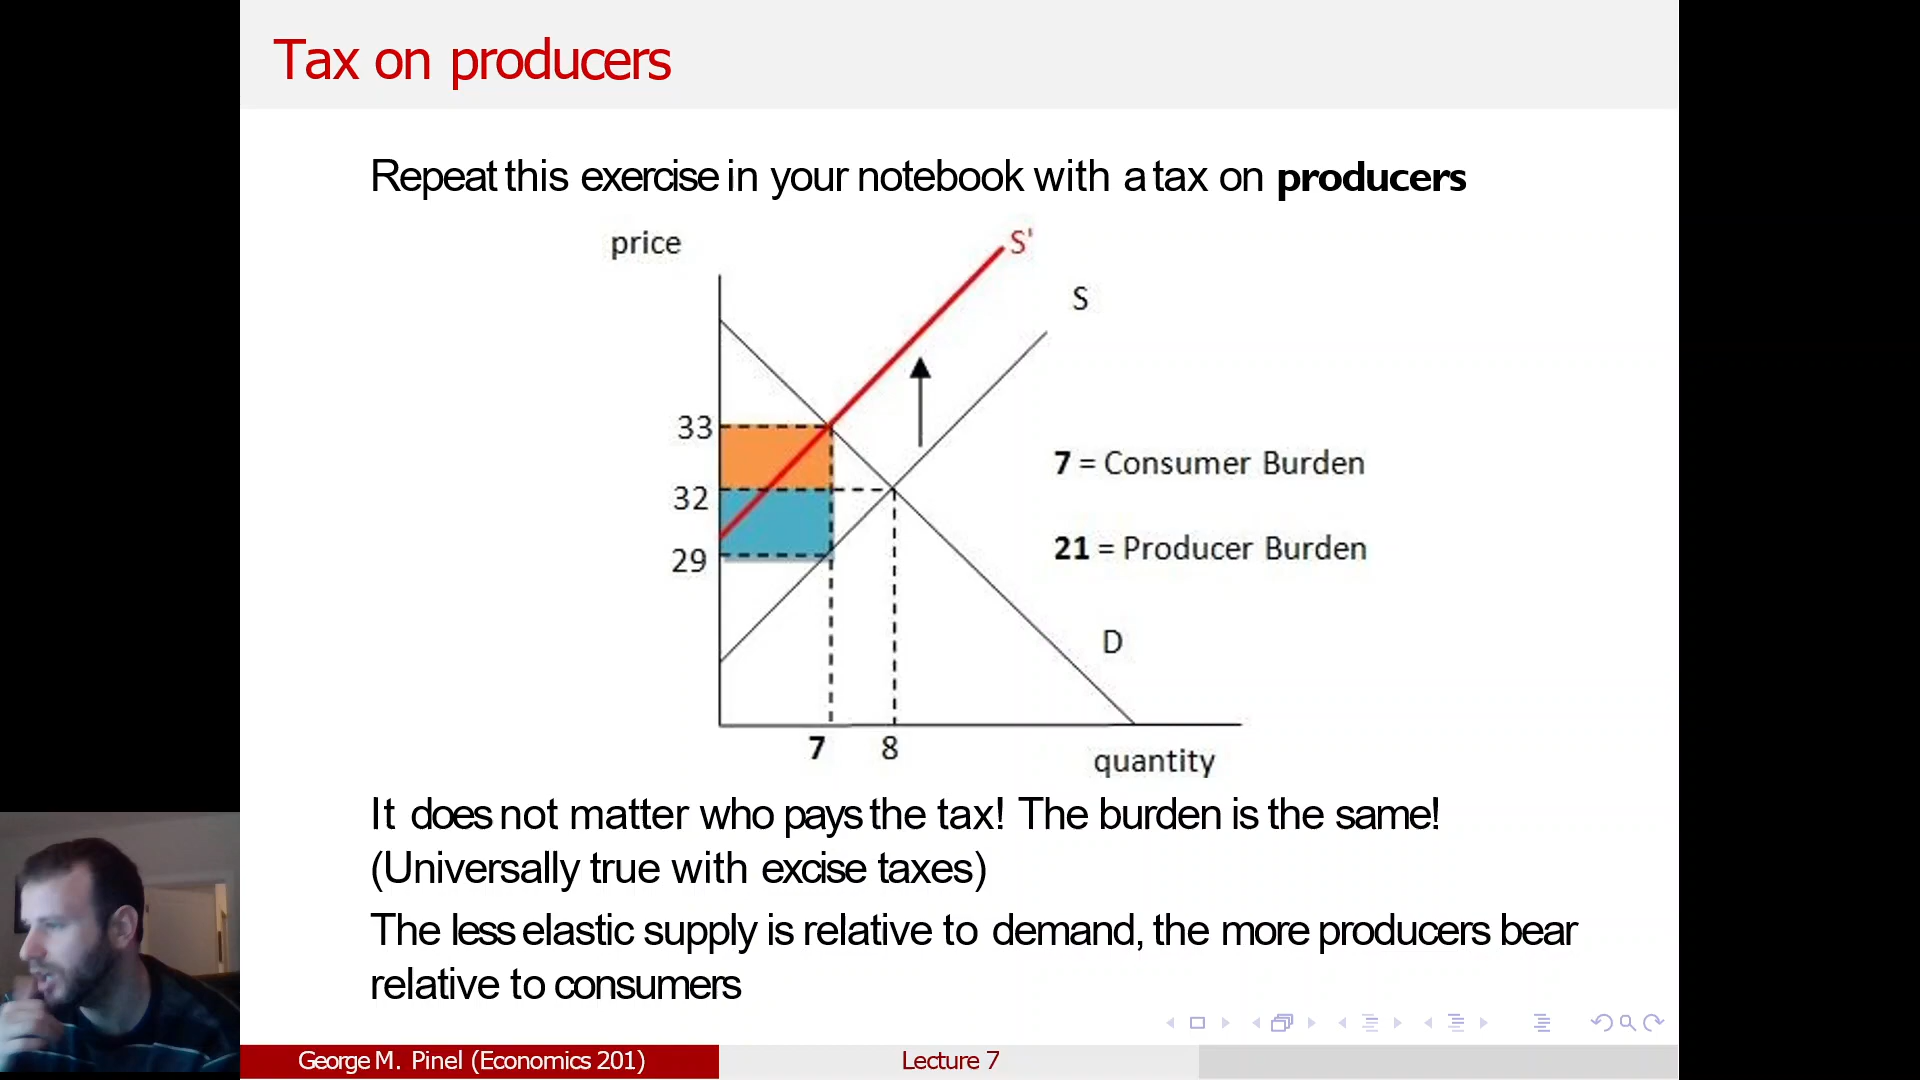 Tax on producers
Repeat this exercise in your notebook with a tax on producers
price
S'
S
33
32
29
7 = Consumer Burden
21 = Producer Burden
D
7
8
quantity
It does not matter who pays the tax! The burden is the same!
(Universally true with excise taxes)
The less elastic supply is relative to demand, the more producers bear
relative to consumers
George M. Pinel (Economics 201)
Lecture 7